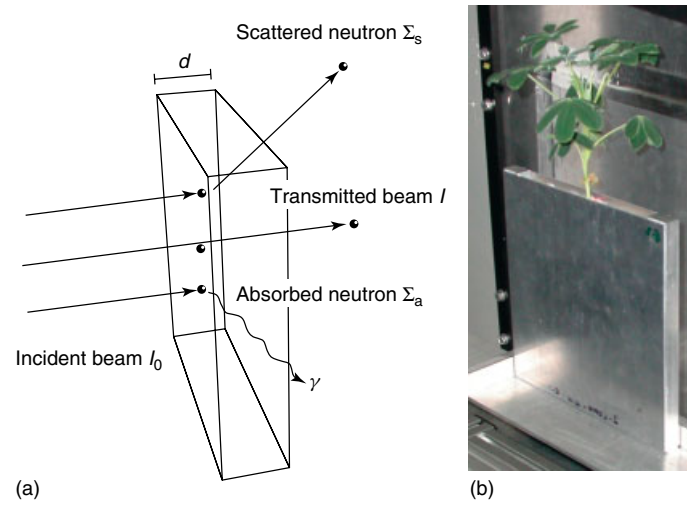 Scattered neutron Σs
d
Transmitted beam I
Absorbed neutron Σa
Incident beam I0
γ
(a)
(b)